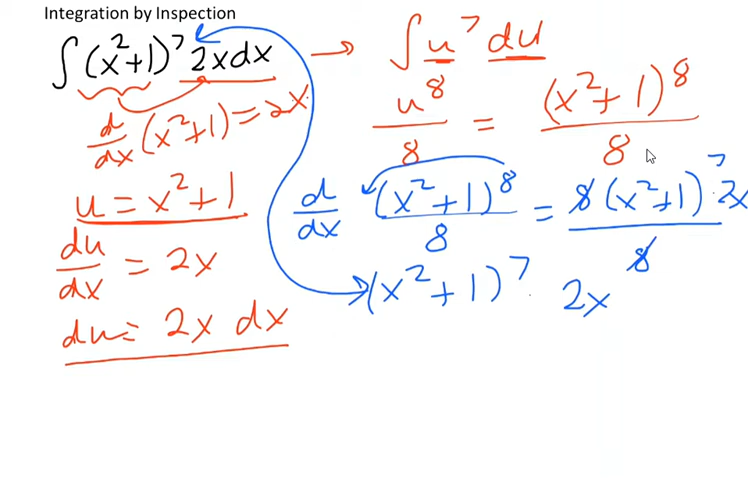 Integration by Inspection
∫ (x²+1)⁷ 2x dx → ∫ u⁷ du
d/dx (x²+1) = 2x
u⁸/8 = (x²+1)⁸/8
u = x²+1
du/dx = 2x
du = 2x dx
d/dx (x²+1)⁸/8 = 8(x²+1)⁷·2x/8
(x²+1)⁷· 2x